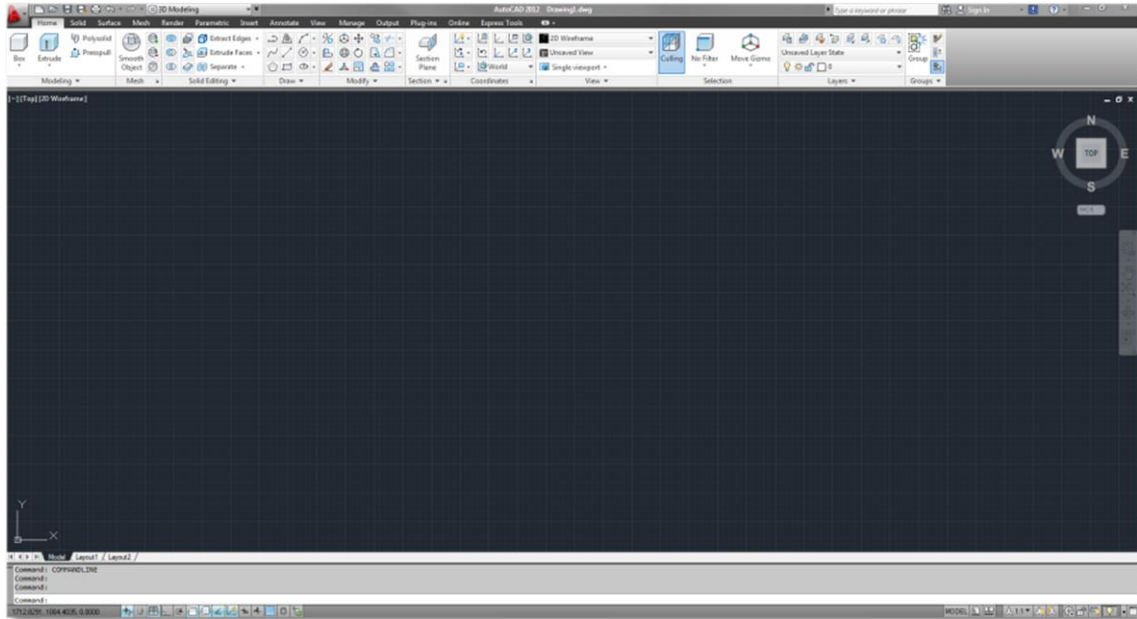 3D Modeling
AutoCAD 2012 Drawing1.dwg
Type a keyword or phrase
Sign In
Home Solid Surface Mesh Render Parametric Insert Annotate View Manage Output Plug-ins Online Express Tools
Box
Extrude
Polysolid
Presspull
Smooth
Object
Extract Edges
Extrude Faces
Separate
Section
Plane
World
2D Wireframe
Unsaved View
Single viewport
Culling
No Filter
Move Gizmo
Unsaved Layer State
0
Group
Modeling Mesh Solid Editing Draw Modify Section Coordinates View Selection Layers Groups
[-][Top][2D Wireframe]
N
W TOP E
S
WCS
Y
X
Model Layout1 Layout2
Command: COMMANDLINE
Command:
Command:
Command:
MODEL
1:1